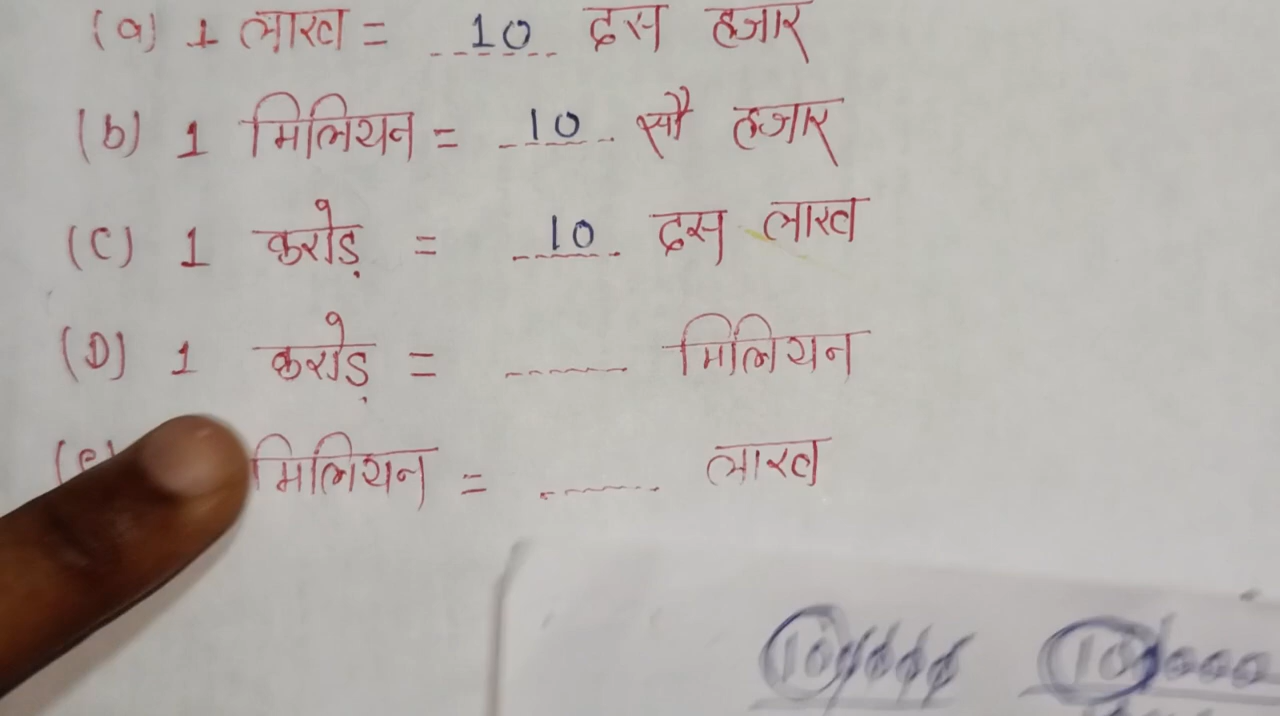 (a) 1 लाख = 10 दस हजार
(b) 1 मिलियन = 10 सौ हजार
(C) 1 करोड़ = 10 दस लाख
(D) 1 करोड़ = ------ मिलियन
(e) मिलियन = ------ लाख